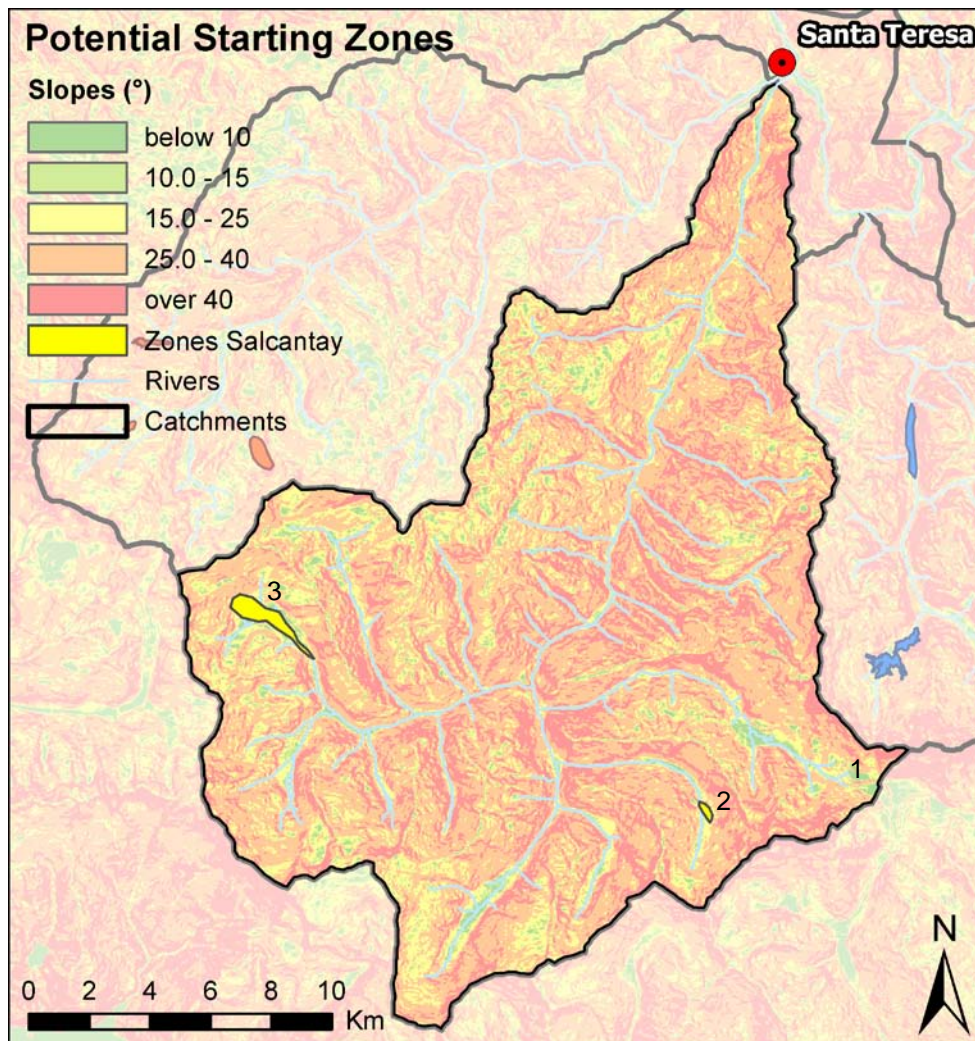 Potential Starting Zones
Santa Teresa
Slopes (°)
below 10
10.0 - 15
15.0 - 25
25.0 - 40
over 40
Zones Salcantay
Rivers
Catchments
3
1
2
N
0 2 4 6 8 10
Km